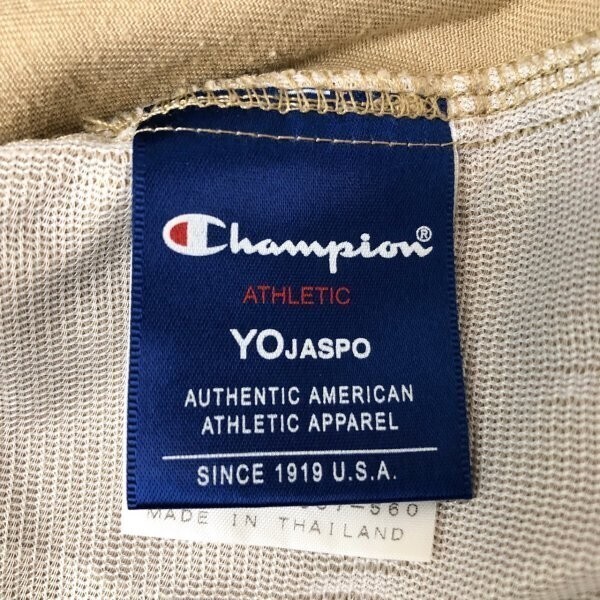 Champion®
ATHLETIC
YOJASPO
AUTHENTIC AMERICAN
ATHLETIC APPAREL
SINCE 1919 U.S.A.
MADE IN THAILAND